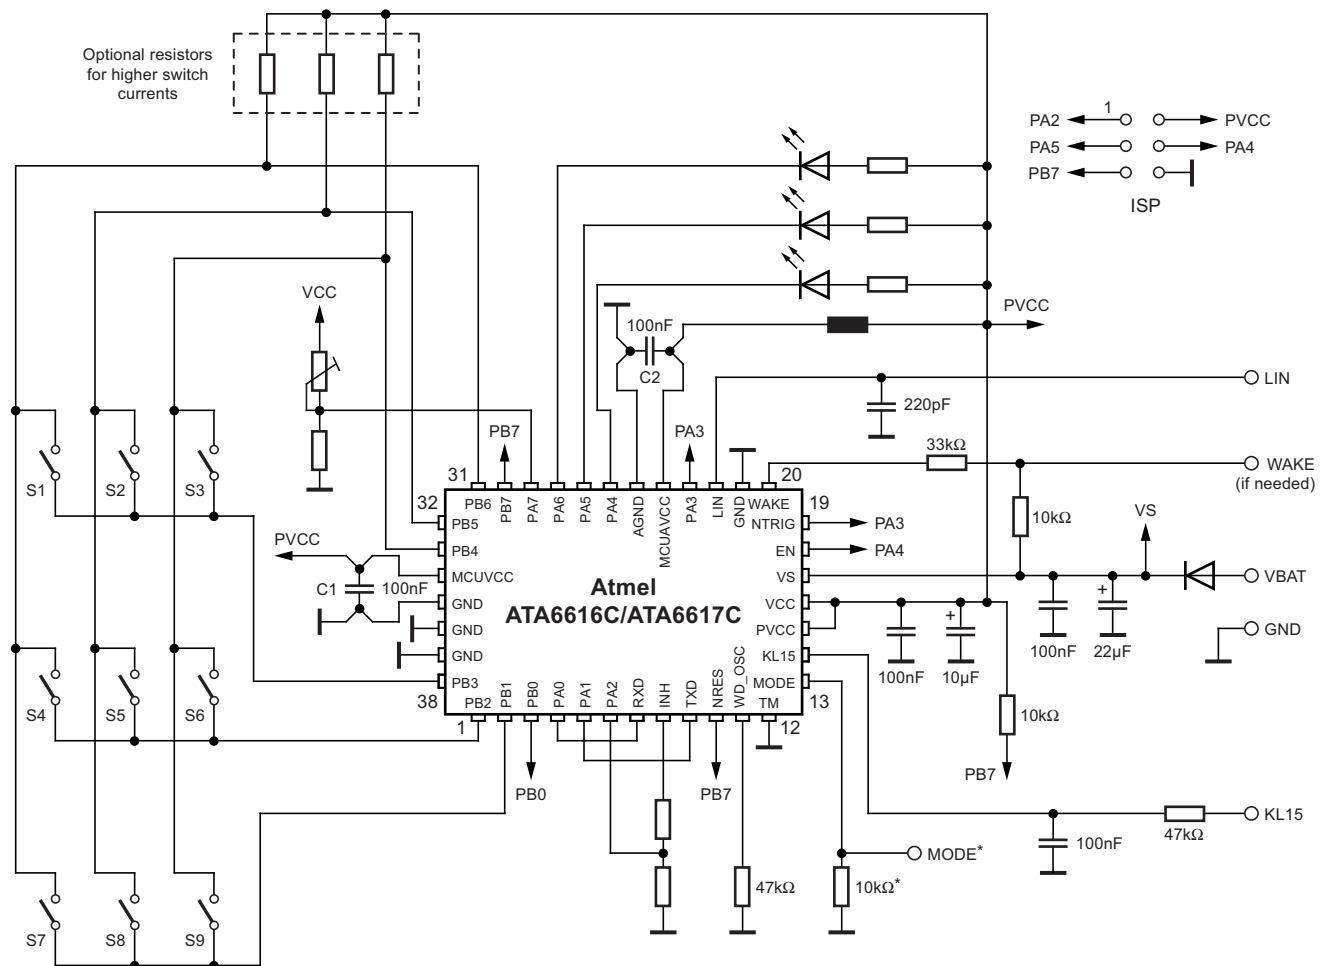 Optional resistors
for higher switch
currents
1
PA2
PVCC
PA5
PA4
PB7
ISP
VCC
PVCC
100nF
C2
LIN
220pF
PB7
PA3
33kΩ
WAKE
(if needed)
S1
S2
S3
31
20
32
PB6
PB7
PA7
PA6
PA5
PA4
AGND
MCUAVCC
PA3
LIN
GND
WAKE
19
10kΩ
VS
PB5
NTRIG
PA3
PVCC
PB4
EN
PA4
C1
100nF
MCUVCC
Atmel
ATA6616C/ATA6617C
VS
VBAT
GND
VCC
GND
PVCC
GND
100nF
22µF
GND
KL15
100nF
10µF
PB3
MODE
S4
S5
S6
38
PB2
PB1
PB0
PA0
PA1
PA2
RXD
INH
TXD
NRES
WD_OSC
TM
13
10kΩ
1
12
PB0
PB7
PB7
KL15
47kΩ
100nF
MODE*
47kΩ
10kΩ*
S7
S8
S9